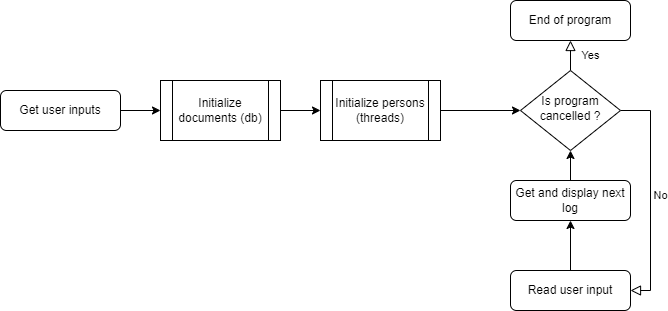 End of program
Yes
Get user inputs
Initialize
documents (db)
Initialize persons
(threads)
Is program
cancelled ?
No
Get and display next
log
Read user input